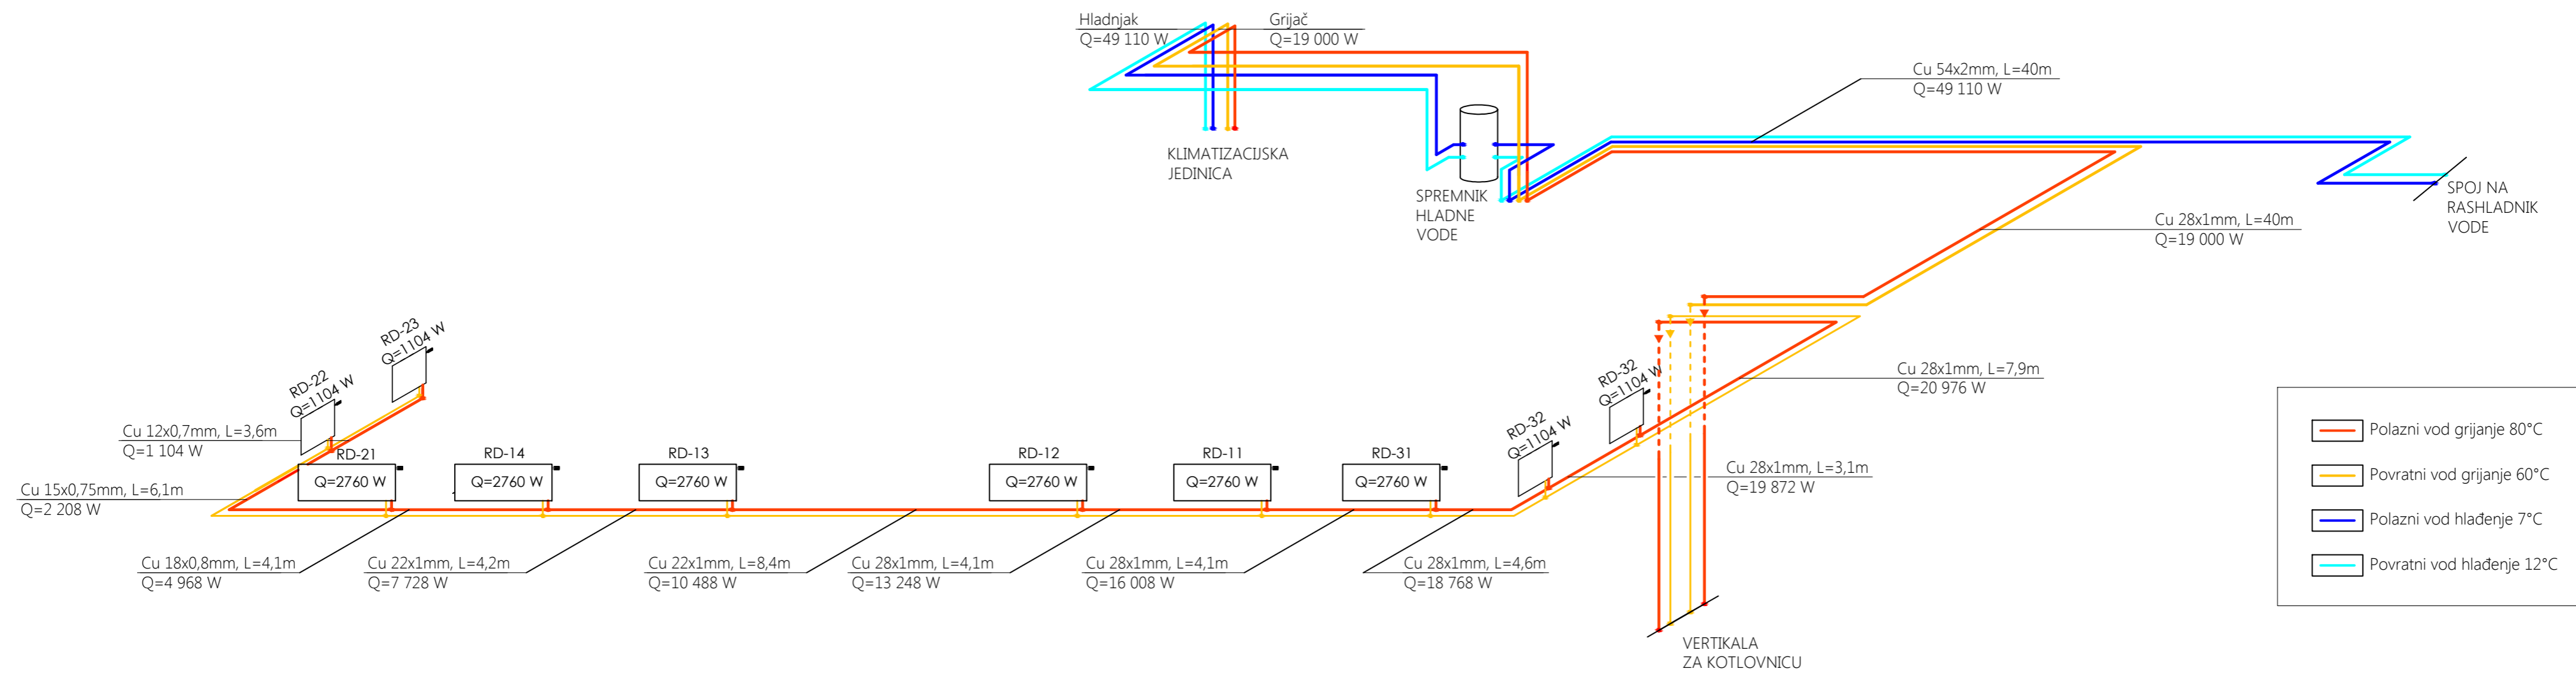 Hladnjak
Q=49 110 W
Grijač
Q=19 000 W
KLIMATIZACIJSKA
JEDINICA
SPREMNIK
HLADNE
VODE
Cu 54x2mm, L=40m
Q=49 110 W
SPOJ NA
RASHLADNIK
VODE
Cu 28x1mm, L=40m
Q=19 000 W
RD-23
Q=1104 W
RD-22
Q=1104 W
Cu 12x0,7mm, L=3,6m
Q=1 104 W
Cu 15x0,75mm, L=6,1m
Q=2 208 W
RD-21
Q=2760 W
RD-14
Q=2760 W
RD-13
Q=2760 W
RD-12
Q=2760 W
RD-11
Q=2760 W
RD-31
Q=2760 W
RD-32
Q=1104 W
RD-32
Q=1104 W
Cu 28x1mm, L=7,9m
Q=20 976 W
Cu 28x1mm, L=3,1m
Q=19 872 W
Cu 18x0,8mm, L=4,1m
Q=4 968 W
Cu 22x1mm, L=4,2m
Q=7 728 W
Cu 22x1mm, L=8,4m
Q=10 488 W
Cu 28x1mm, L=4,1m
Q=13 248 W
Cu 28x1mm, L=4,1m
Q=16 008 W
Cu 28x1mm, L=4,6m
Q=18 768 W
VERTIKALA
ZA KOTLOVNICU
Polazni vod grijanje 80°C
Povratni vod grijanje 60°C
Polazni vod hlađenje 7°C
Povratni vod hlađenje 12°C